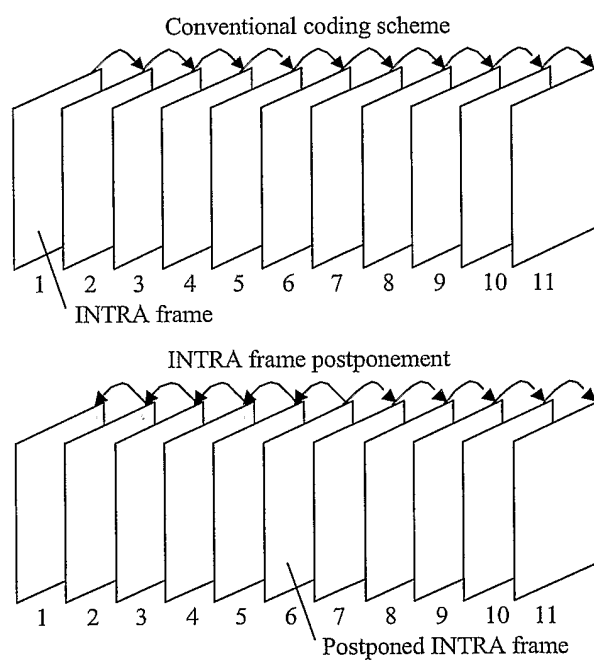 Conventional coding scheme
1 2 3 4 5 6 7 8 9 10 11
INTRA frame
INTRA frame postponement
1 2 3 4 5 6 7 8 9 10 11
Postponed INTRA frame